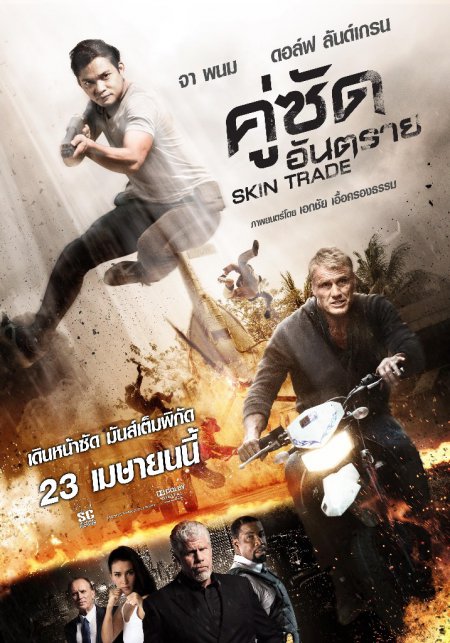 จา พนม ดอล์ฟ ลันด์เกรน
คู่ซัด
อันตราย
SKIN TRADE
ภาพยนตร์โดย เอกชัย เอื้อครองธรรม
เดินหน้าซัด มันส์เต็มพิกัด
23 เมษายนนี้
SC